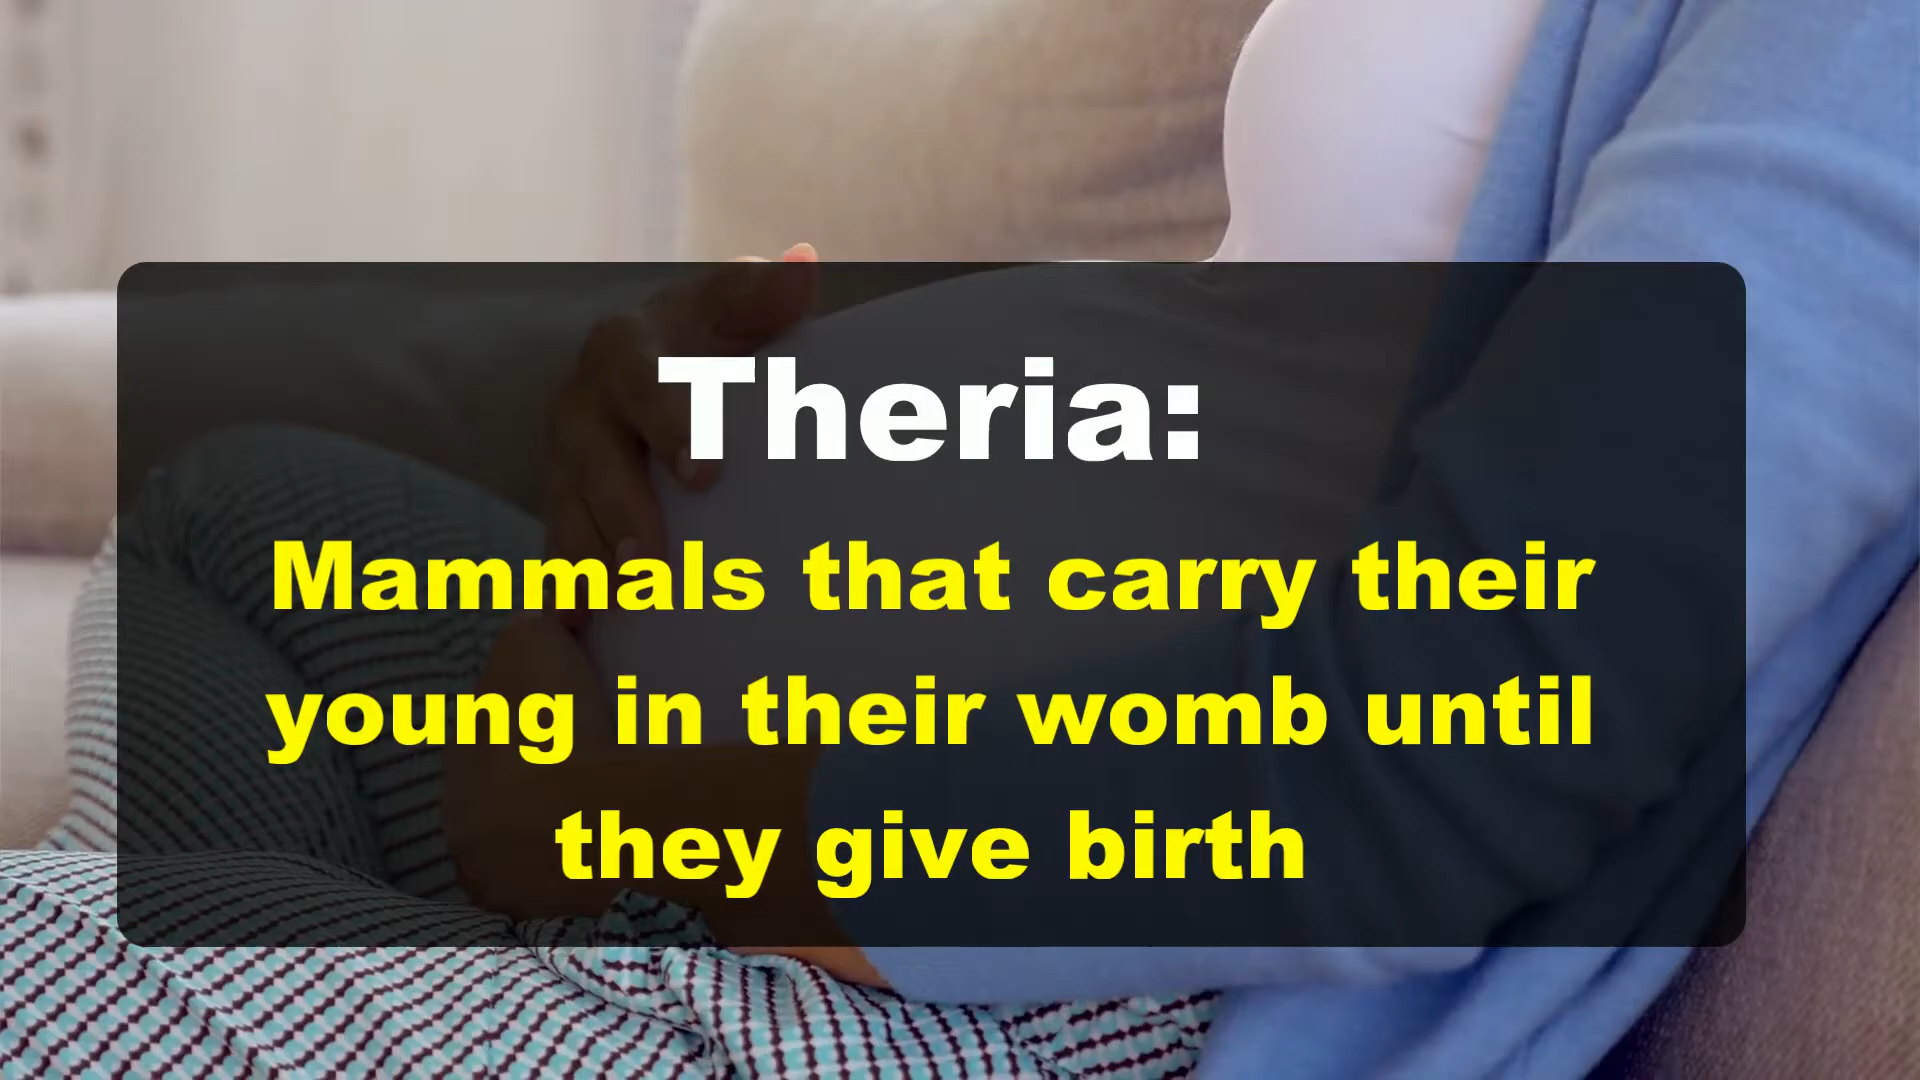 Theria:
Mammals that carry their
young in their womb until
they give birth